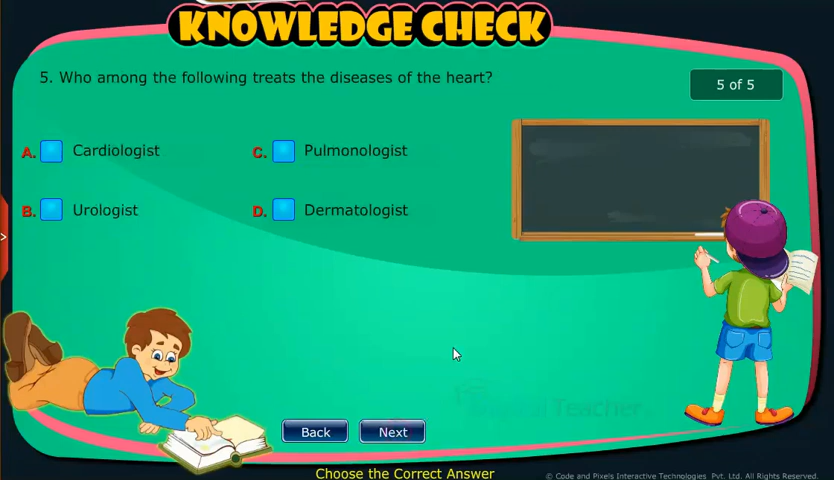 KNOWLEDGE CHECK
5. Who among the following treats the diseases of the heart?
5 of 5
A. Cardiologist
C. Pulmonologist
B. Urologist
D. Dermatologist
>
Teacher
Back
Next
Choose the Correct Answer
© Code and Pixels Interactive Technologies Pvt. Ltd. All Rights Reserved.